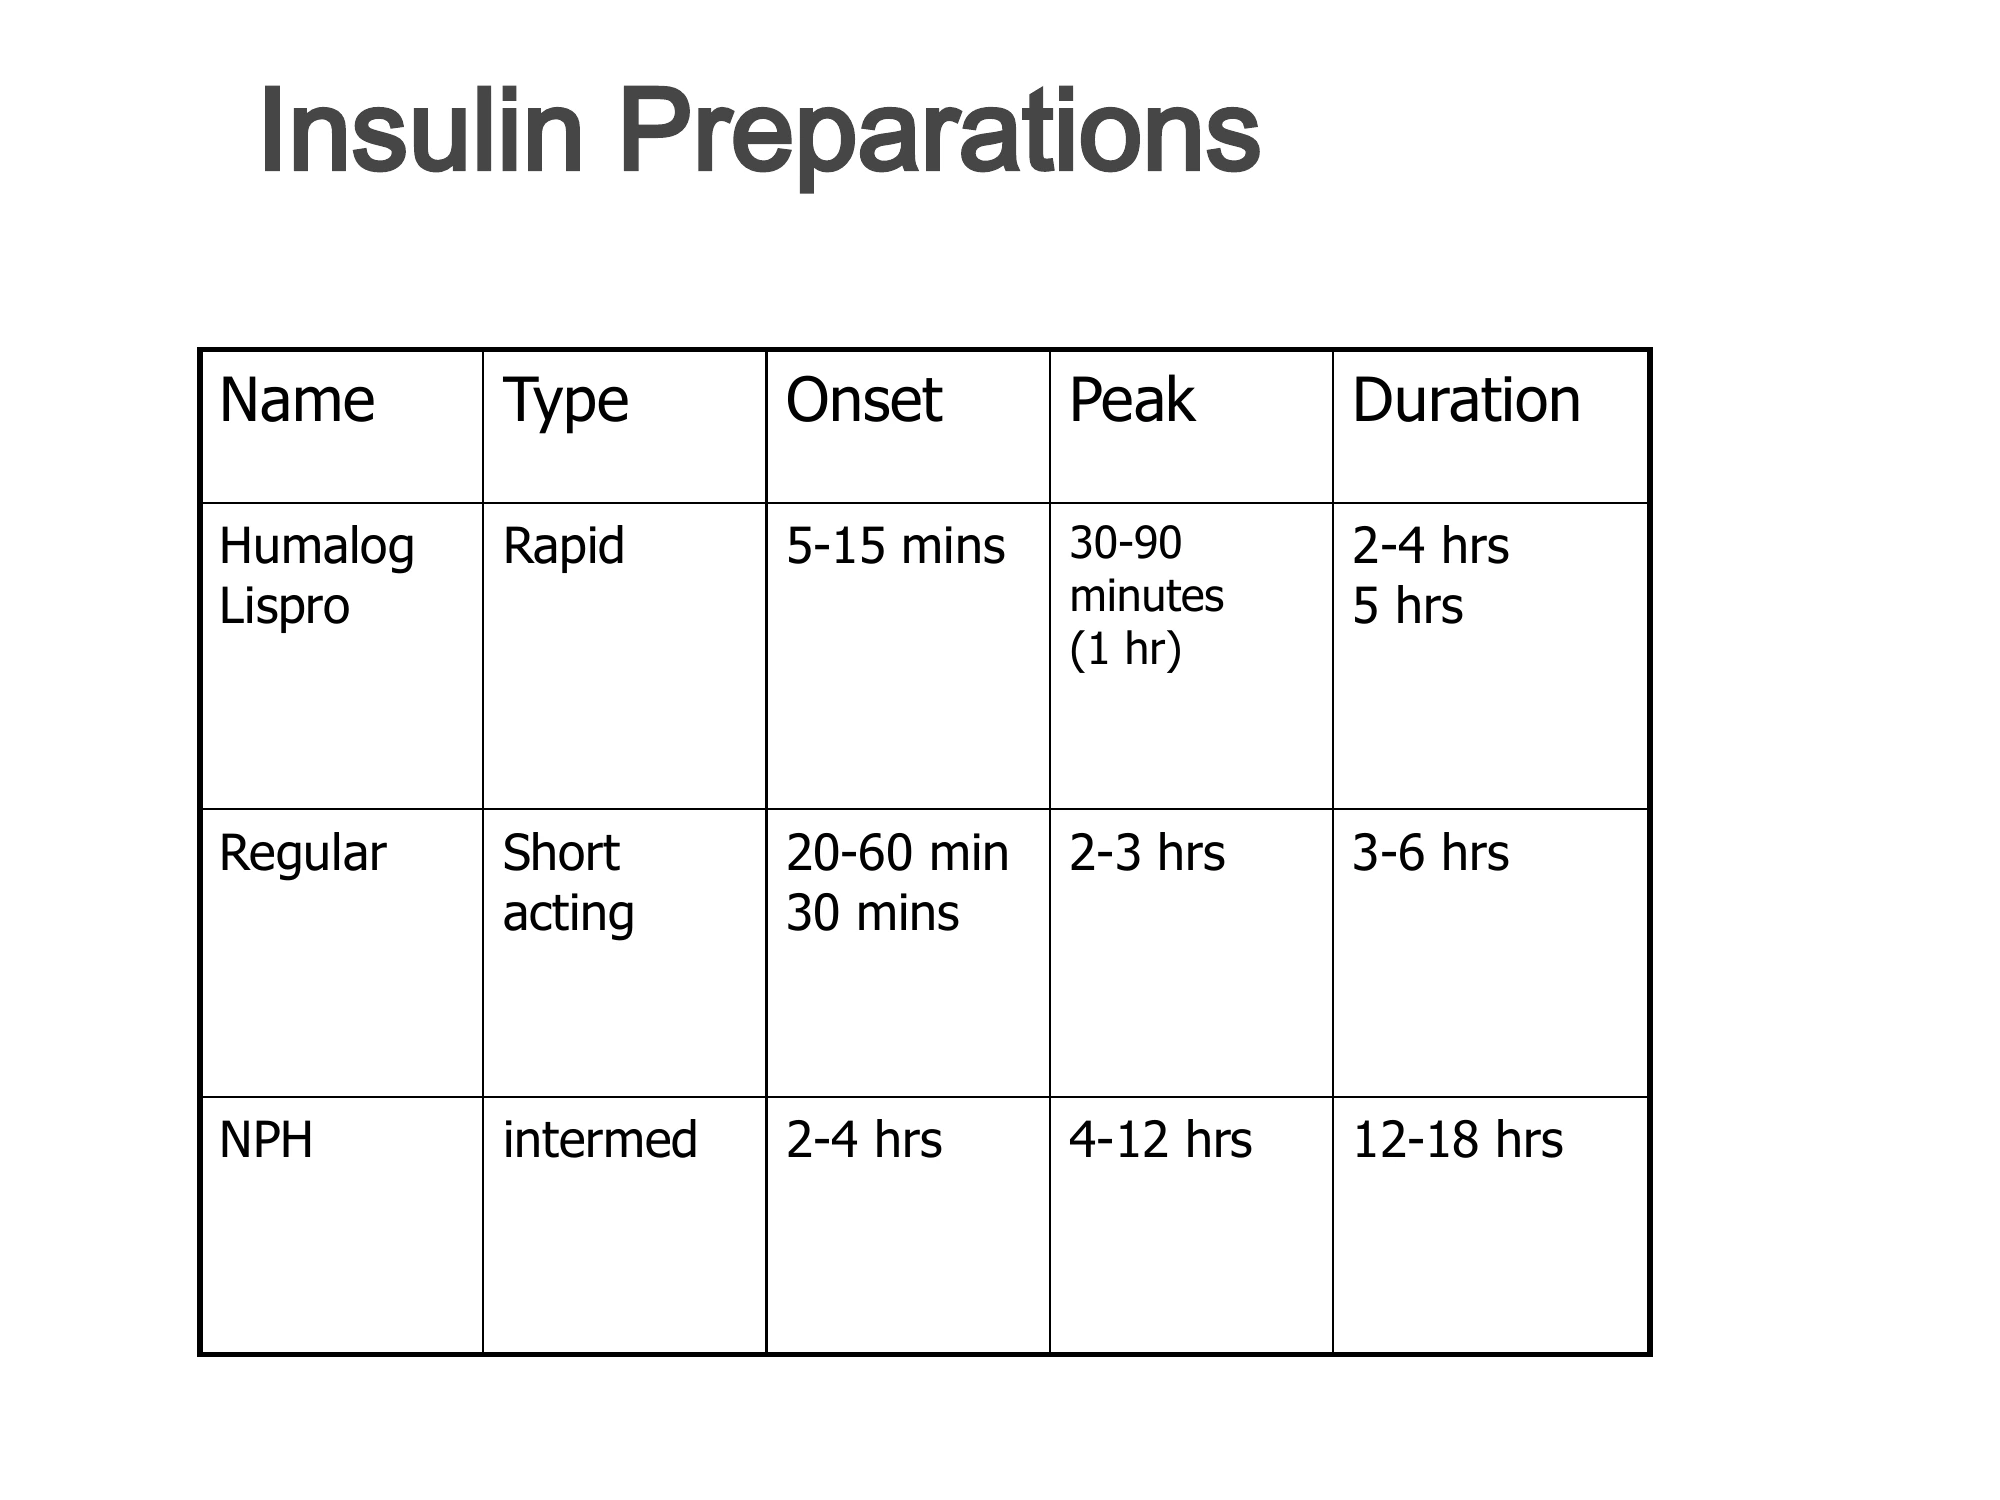 Insulin Preparations
Name Type Onset Peak Duration
Humalog Rapid 5-15 mins 30-90 2-4 hrs
Lispro minutes 5 hrs
(1 hr)
Regular Short 20-60 min 2-3 hrs 3-6 hrs
acting 30 mins
NPH intermed 2-4 hrs 4-12 hrs 12-18 hrs